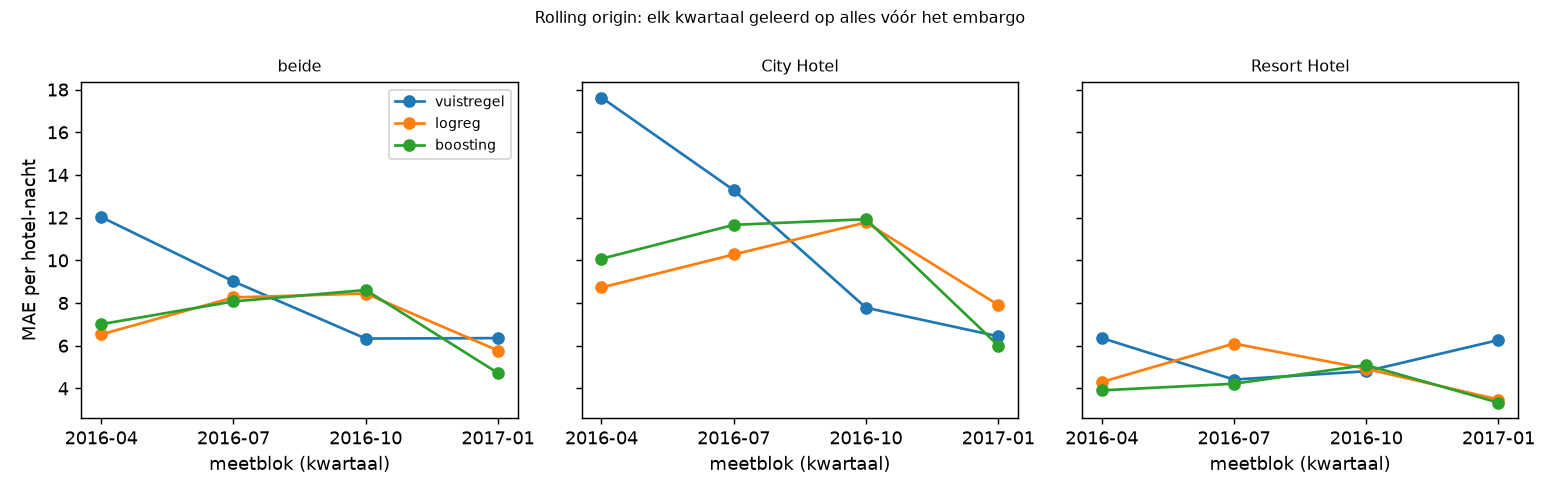 Rolling origin: elk kwartaal geleerd op alles vóór het embargo
beide
City Hotel
Resort Hotel
MAE per hotel-nacht
18
16
14
12
10
8
6
4
vuistregel
logreg
boosting
2016-04 2016-07 2016-10 2017-01
2016-04 2016-07 2016-10 2017-01
2016-04 2016-07 2016-10 2017-01
meetblok (kwartaal)
meetblok (kwartaal)
meetblok (kwartaal)